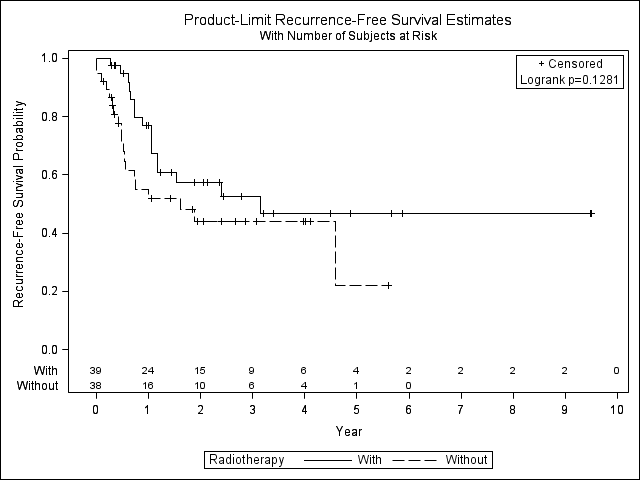 Product-Limit Recurrence-Free Survival Estimates
With Number of Subjects at Risk
+ Censored
Logrank p=0.1281
Recurrence-Free Survival Probability
1.0
0.8
0.6
0.4
0.2
0.0
With 39 24 15 9 6 4 2 2 2 2 0
Without 38 16 10 6 4 1 0
0 1 2 3 4 5 6 7 8 9 10
Year
Radiotherapy With Without